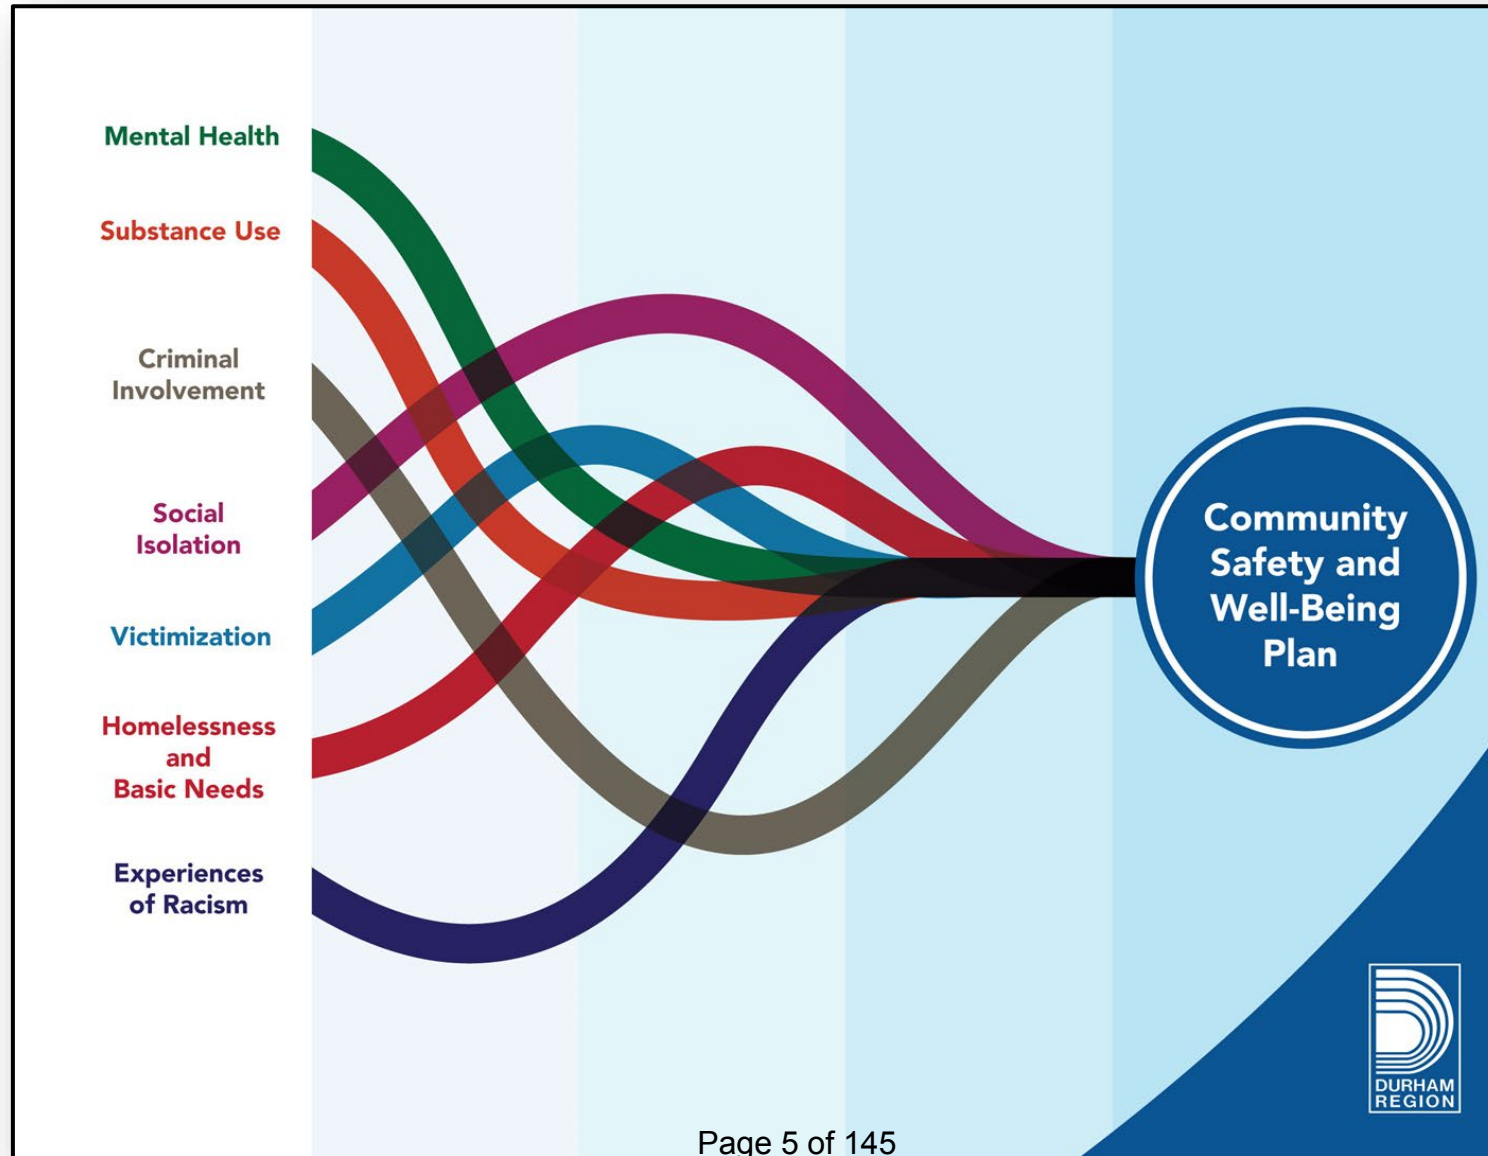 Mental Health
Substance Use
Criminal
Involvement
Social
Isolation
Victimization
Homelessness
and
Basic Needs
Experiences
of Racism
Community
Safety and
Well-Being
Plan
DURHAM
REGION
Page 5 of 145